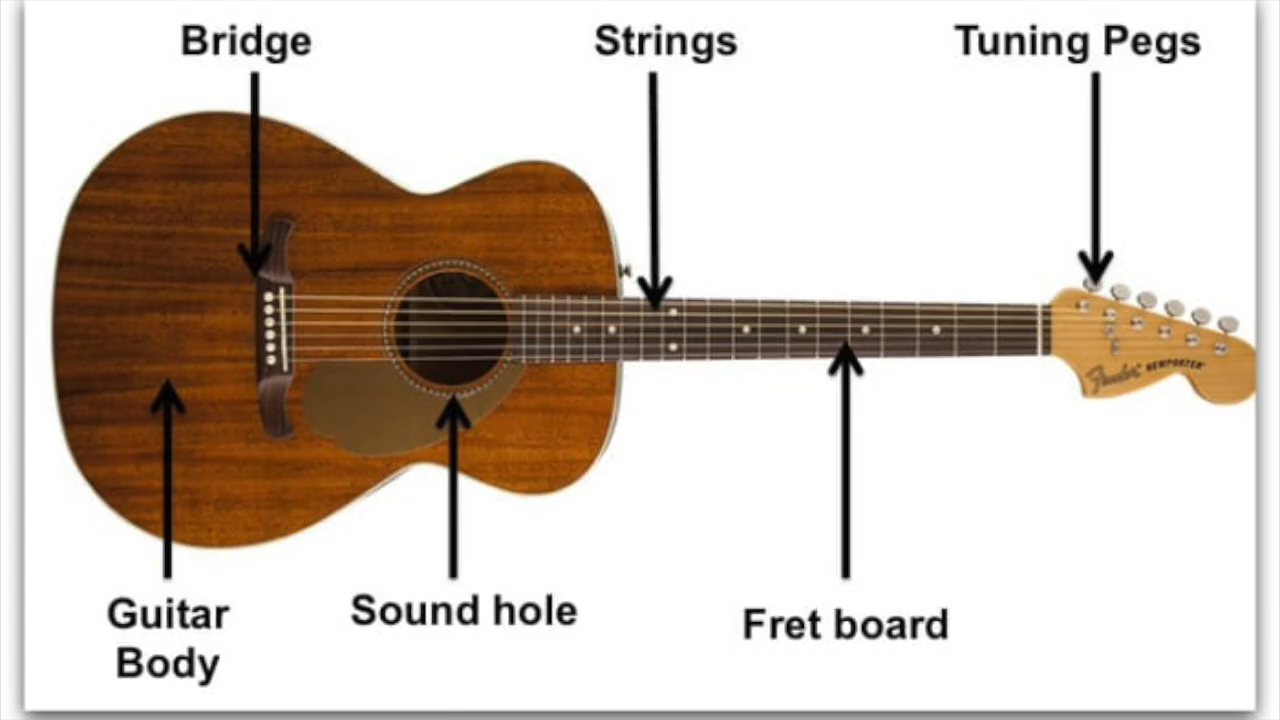 Bridge
Strings
Tuning Pegs
Fender NEWPORTER
Guitar
Body
Sound hole
Fret board